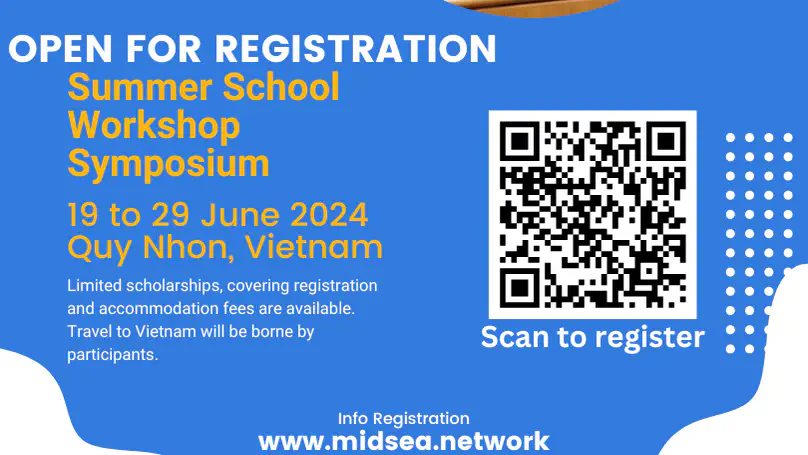 OPEN FOR REGISTRATION
Summer School
Workshop
Symposium
19 to 29 June 2024
Quy Nhon, Vietnam
Limited scholarships, covering registration
and accommodation fees are available.
Travel to Vietnam will be borne by
participants.
Scan to register
Info Registration
www.midsea.network